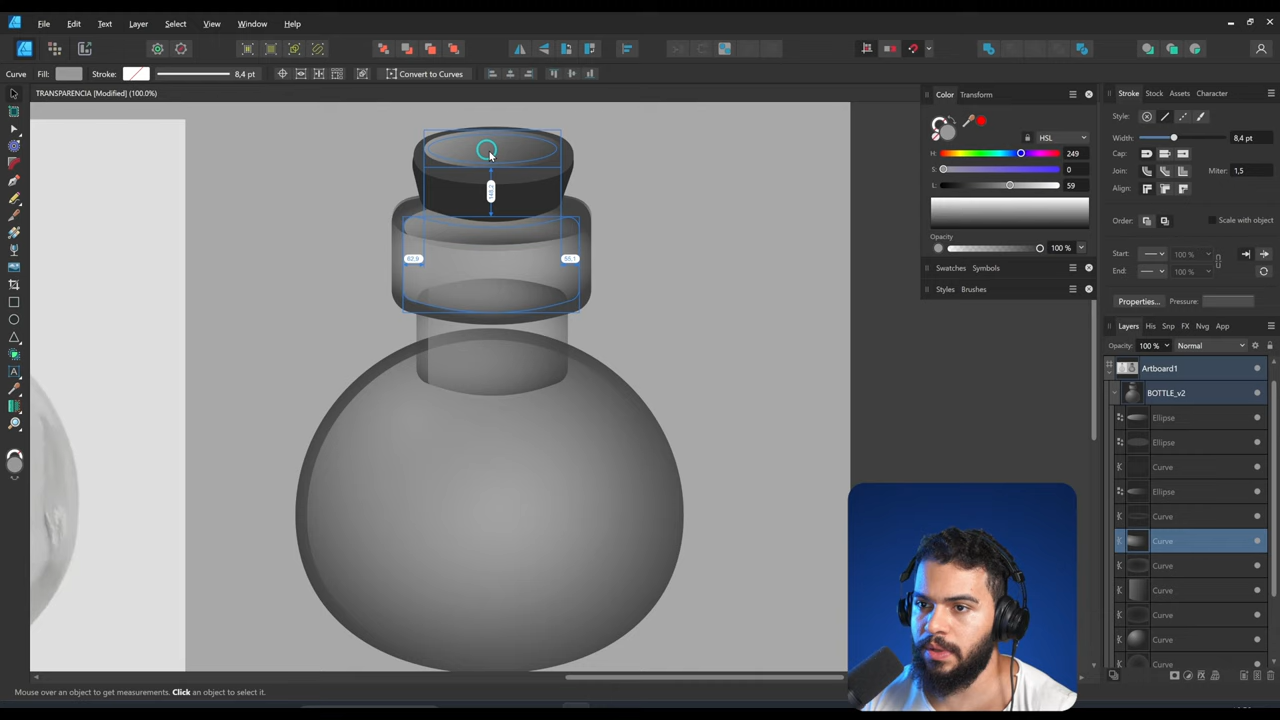 File Edit Text Layer Select View Window Help
Curve Fill: Stroke: 8,4 pt Convert to Curves
TRANSPARENCIA [Modified] (100.0%)
Color Transform
HSL
H: 249
S: 0
L: 59
Opacity
100 %
Swatches Symbols
Styles Brushes
Stroke Stock Assets Character
Style:
Width: 8,4 pt
Cap:
Join: Miter: 1,5
Align:
Order: Scale with object
Start: 100 %
End: 100 %
Properties... Pressure:
Layers His Snp FX Nvg App
Opacity: 100 % Normal
Artboard1
BOTTLE_v2
Ellipse
Ellipse
Curve
Ellipse
Curve
Curve
Curve
Curve
Curve
Curve
Curve
62,9
55,1
Mouse over an object to get measurements. Click an object to select it.